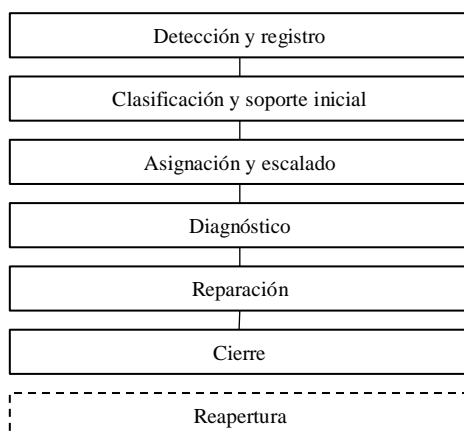 Detección y registro
Clasificación y soporte inicial
Asignación y escalado
Diagnóstico
Reparación
Cierre
Reapertura